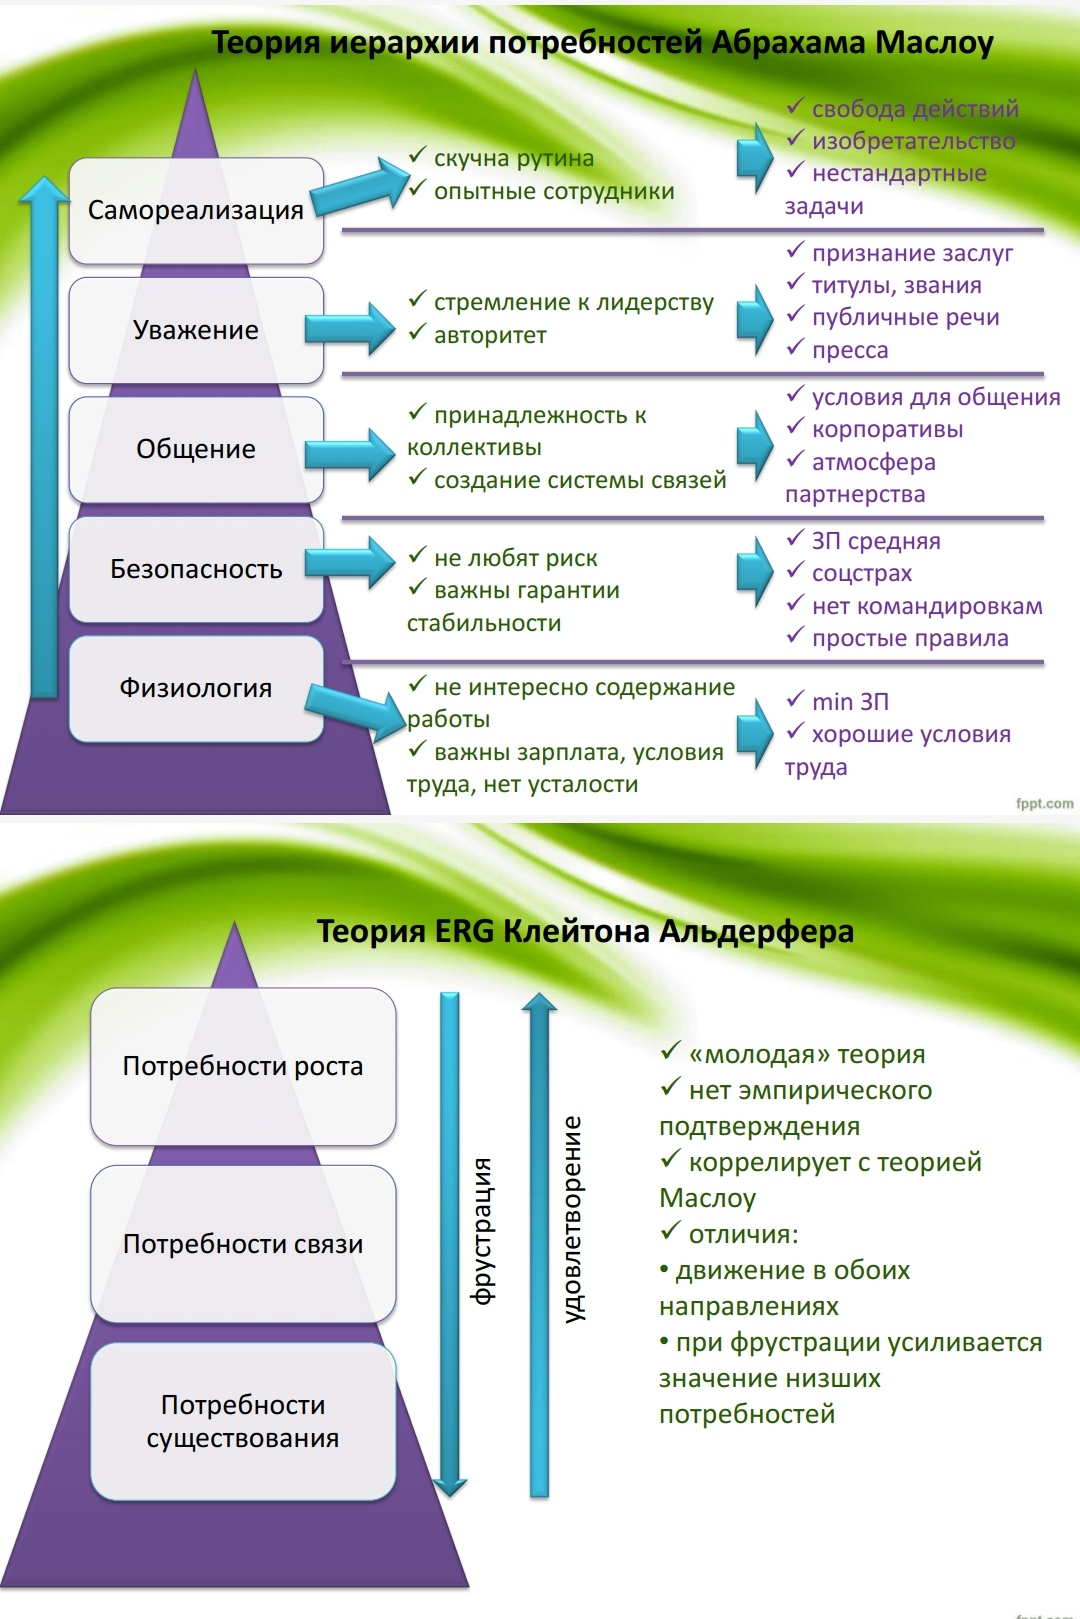 Теория иерархии потребностей Абрахама Маслоу
Самореализация
✓ скучна рутина
✓ опытные сотрудники
✓ свобода действий
✓ изобретательство
✓ нестандартные
задачи
Уважение
✓ стремление к лидерству
✓ авторитет
✓ признание заслуг
✓ титулы, звания
✓ публичные речи
✓ пресса
Общение
✓ принадлежность к
коллективы
✓ создание системы связей
✓ условия для общения
✓ корпоративы
✓ атмосфера
партнерства
Безопасность
✓ не любят риск
✓ важны гарантии
стабильности
✓ ЗП средняя
✓ соцстрах
✓ нет командировкам
✓ простые правила
Физиология
✓ не интересно содержание
работы
✓ важны зарплата, условия
труда, нет усталости
✓ min ЗП
✓ хорошие условия
труда
fppt.com
Теория ERG Клейтона Альдерфера
Потребности роста
Потребности связи
Потребности
существования
фрустрация
удовлетворение
✓ «молодая» теория
✓ нет эмпирического
подтверждения
✓ коррелирует с теорией
Маслоу
✓ отличия:
• движение в обоих
направлениях
• при фрустрации усиливается
значение низших
потребностей